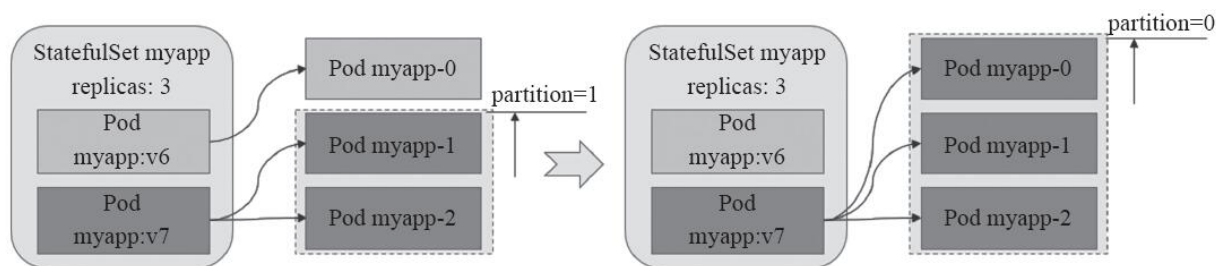 StatefulSet myapp
replicas: 3
Pod
myapp:v6
Pod
myapp:v7
Pod myapp-0
partition=1
Pod myapp-1
Pod myapp-2
StatefulSet myapp
replicas: 3
Pod
myapp:v6
Pod
myapp:v7
partition=0
Pod myapp-0
Pod myapp-1
Pod myapp-2